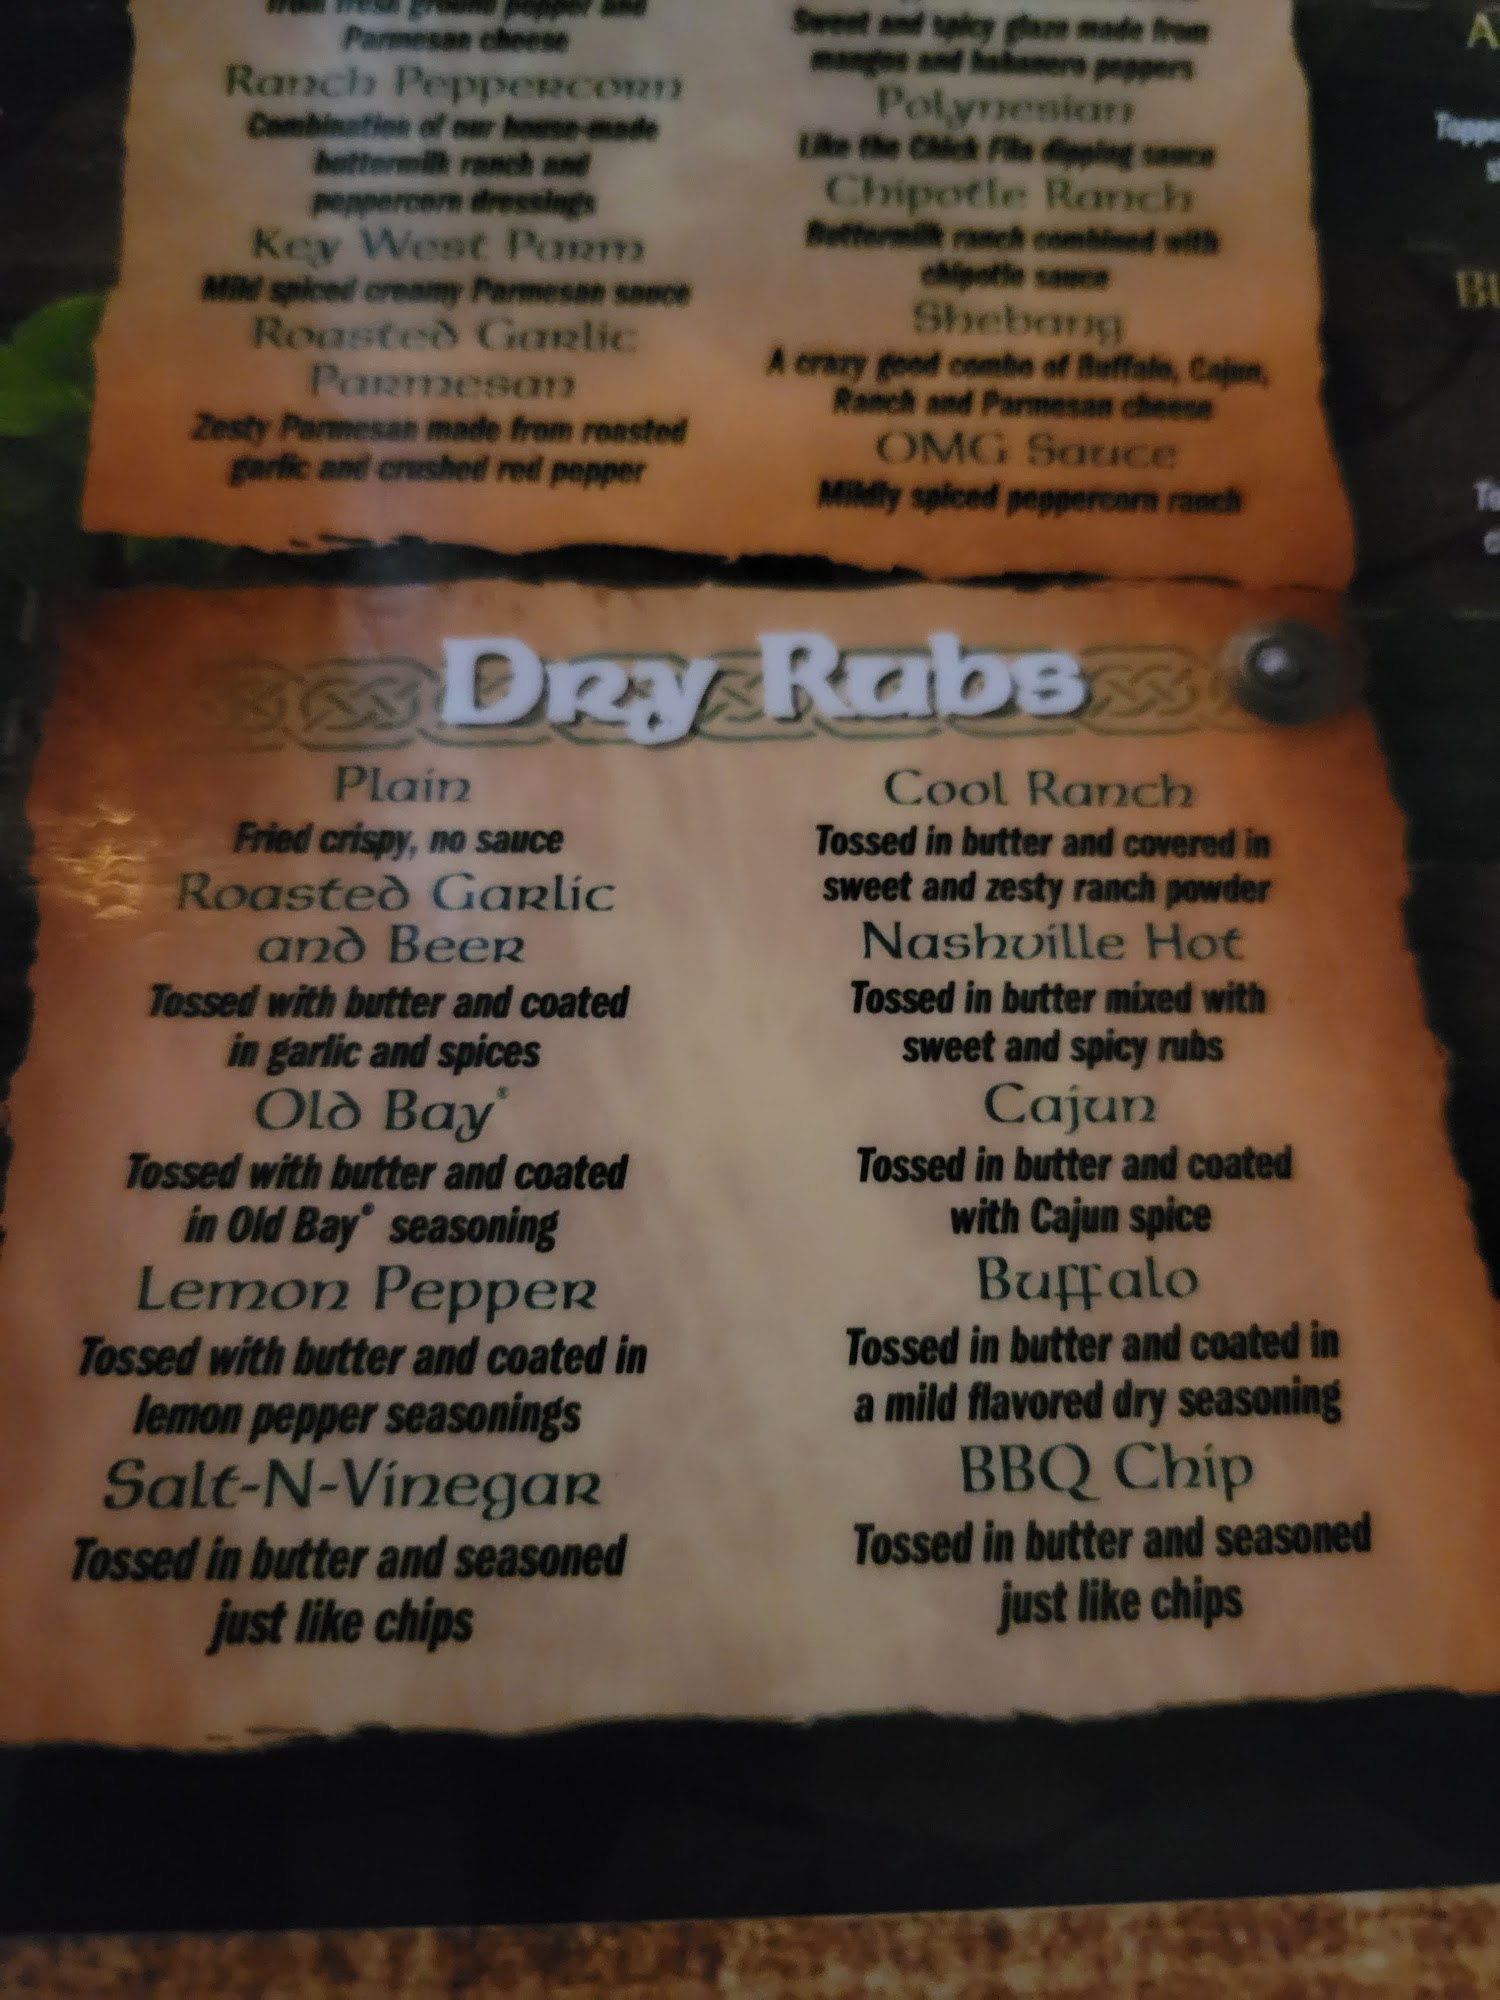 from fresh ground pepper and
Parmesan cheese
Ranch Peppercorn
Combination of our house-made
buttermilk ranch and
peppercorn dressings
Key West Parm
Mild spiced creamy Parmesan sauce
Roasted Garlic
Parmesan
Zesty Parmesan made from roasted
garlic and crushed red pepper
Sweet and spicy glaze made from
mangos and habanero peppers
Polynesian
Like the Chick Fila dipping sauce
Chipotle Ranch
Buttermilk ranch combined with
chipotle sauce
Shebang
A crazy good combo of Buffalo, Cajun,
Ranch and Parmesan cheese
OMG Sauce
Mildly spiced peppercorn ranch
Dry Rubs
Plain
Fried crispy, no sauce
Roasted Garlic
and Beer
Tossed with butter and coated
in garlic and spices
Old Bay®
Tossed with butter and coated
in Old Bay® seasoning
Lemon Pepper
Tossed with butter and coated in
lemon pepper seasonings
Salt-N-Vinegar
Tossed in butter and seasoned
just like chips
Cool Ranch
Tossed in butter and covered in
sweet and zesty ranch powder
Nashville Hot
Tossed in butter mixed with
sweet and spicy rubs
Cajun
Tossed in butter and coated
with Cajun spice
Buffalo
Tossed in butter and coated in
a mild flavored dry seasoning
BBQ Chip
Tossed in butter and seasoned
just like chips